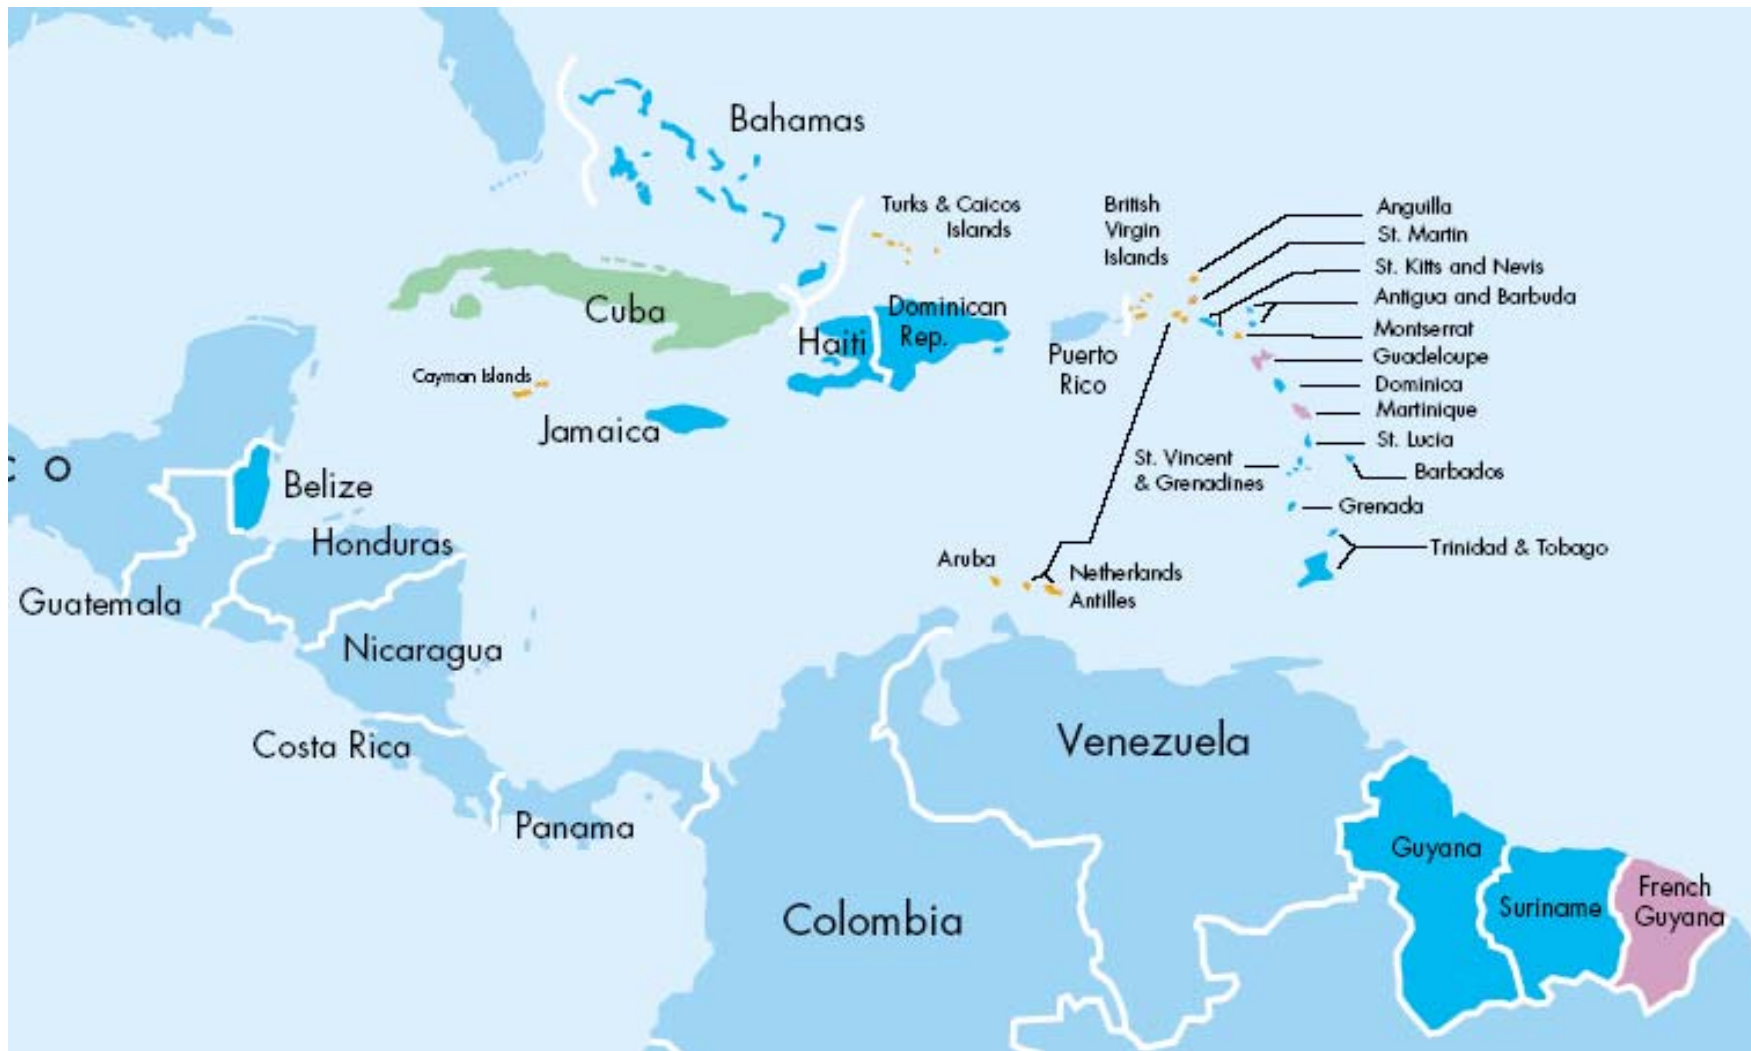 Bahamas
Turks & Caicos
Islands
British
Virgin
Islands
Anguilla
St. Martin
St. Kitts and Nevis
Antigua and Barbuda
Montserrat
Guadeloupe
Dominica
Martinique
St. Lucia
Barbados
St. Vincent
& Grenadines
Grenada
Trinidad & Tobago
Cuba
Dominican
Rep.
Haiti
Puerto
Rico
Cayman Islands
Jamaica
C O
Belize
Honduras
Guatemala
Nicaragua
Aruba
Netherlands
Antilles
Costa Rica
Panama
Venezuela
Colombia
Guyana
Suriname
French
Guyana